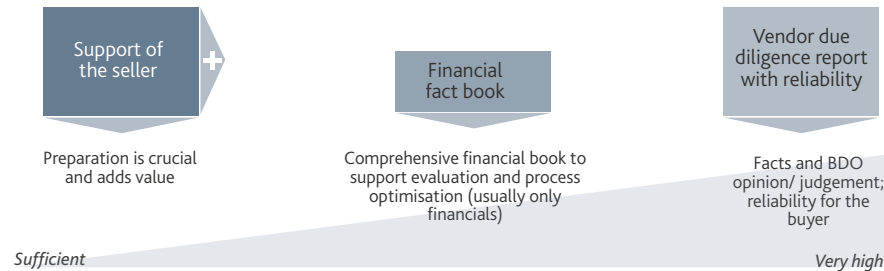 Support of
the seller
+
Preparation is crucial
and adds value
Financial
fact book
Comprehensive financial book to
support evaluation and process
optimisation (usually only
financials)
Vendor due
diligence report
with reliability
Facts and BDO
opinion/ judgement;
reliability for the
buyer
Sufficient
Very high